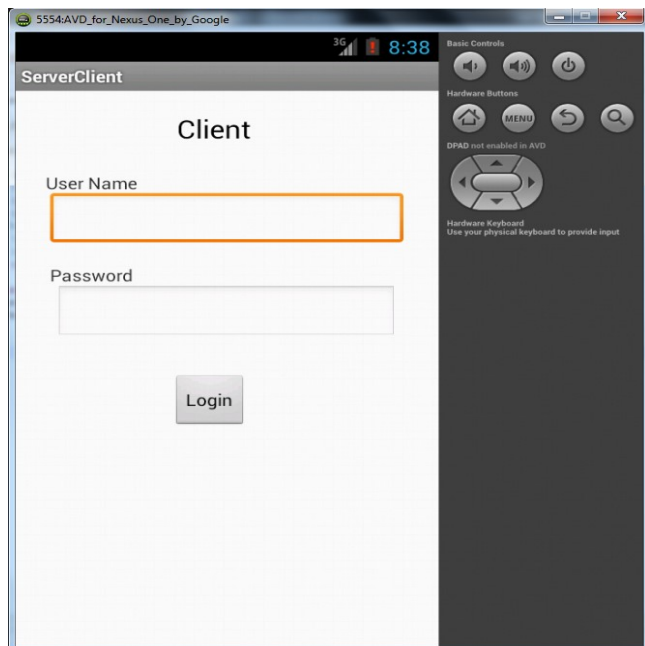 5554:AVD_for_Nexus_One_by_Google
3G 8:38
ServerClient
Client
User Name
Password
Login
Basic Controls
Hardware Buttons
MENU
DPAD not enabled in AVD
Hardware Keyboard
Use your physical keyboard to provide input